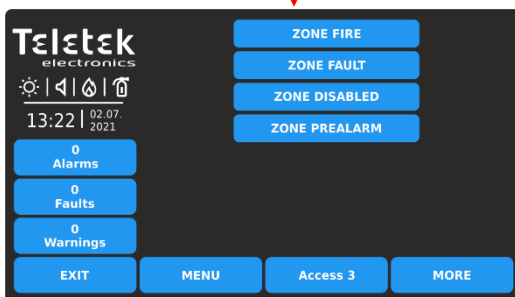 Teletek
electronics
13:22
02.07.
2021
0
Alarms
0
Faults
0
Warnings
ZONE FIRE
ZONE FAULT
ZONE DISABLED
ZONE PREALARM
EXIT
MENU
Access 3
MORE